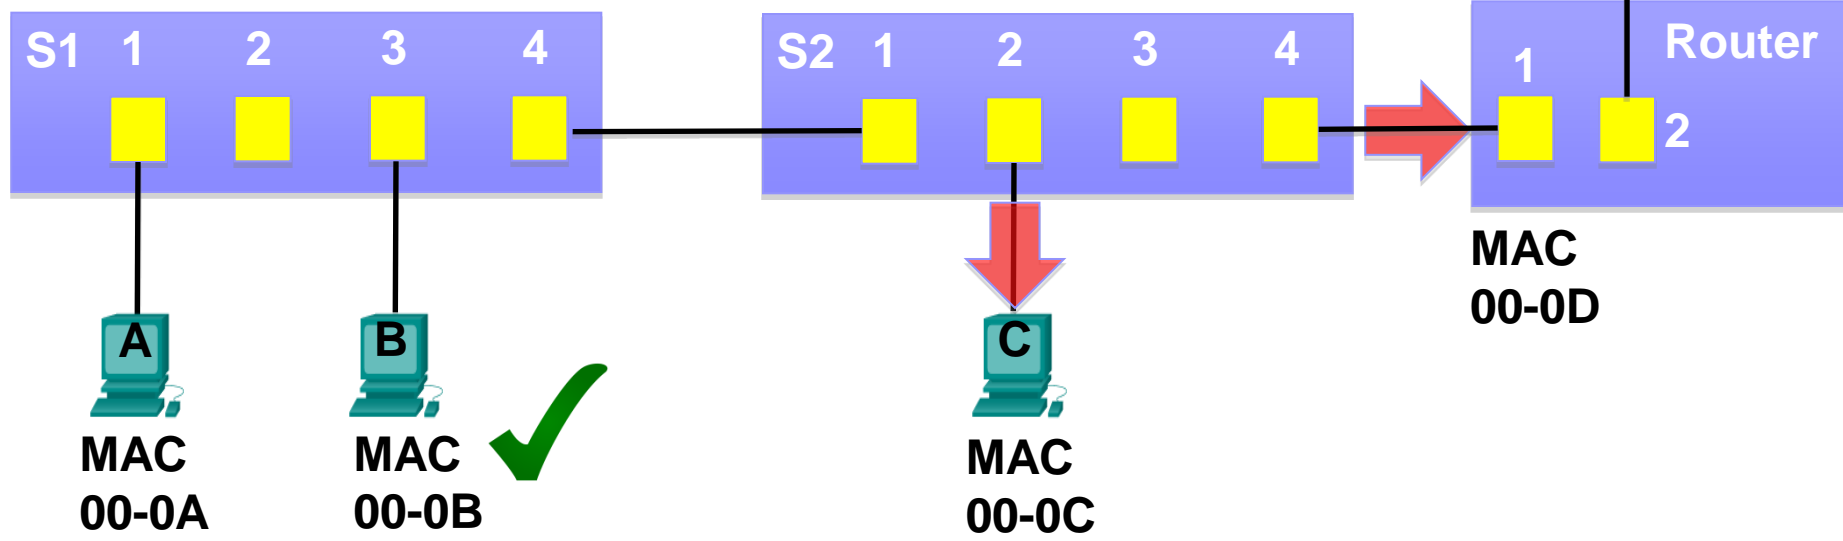 S1 1 2 3 4
S2 1 2 3 4
Router
1
2
MAC
00-0D
A
B
C
MAC
00-0A
MAC
00-0B
MAC
00-0C